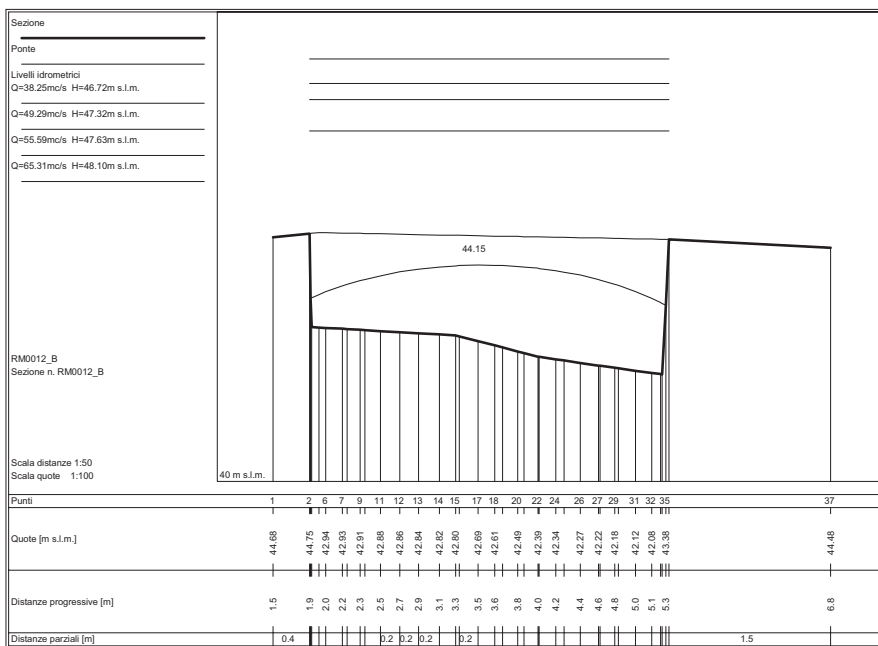 Sezione
Ponte
Livelli idrometrici
Q=38.25mc/s H=46.72m s.l.m.
Q=49.29mc/s H=47.32m s.l.m.
Q=55.59mc/s H=47.63m s.l.m.
Q=65.31mc/s H=48.10m s.l.m.
44.15
RM0012_B
Sezione n. RM0012_B
Scala distanze 1:50
Scala quote 1:100
40 m s.l.m.
Punti 1 2 6 7 9 11 12 13 14 15 17 18 20 22 24 26 27 29 31 32 35 37
Quote [m s.l.m.] 44.68 44.75 42.94 42.93 42.91 42.88 42.86 42.84 42.82 42.80 42.69 42.61 42.49 42.39 42.34 42.27 42.22 42.18 42.12 42.08 43.38 44.48
Distanze progressive [m] 1.5 1.9 2.0 2.2 2.3 2.5 2.7 2.9 3.1 3.3 3.5 3.6 3.8 4.0 4.2 4.4 4.6 4.8 5.0 5.1 5.3 6.8
Distanze parziali [m] 0.4 0.2 0.2 0.2 0.2 1.5